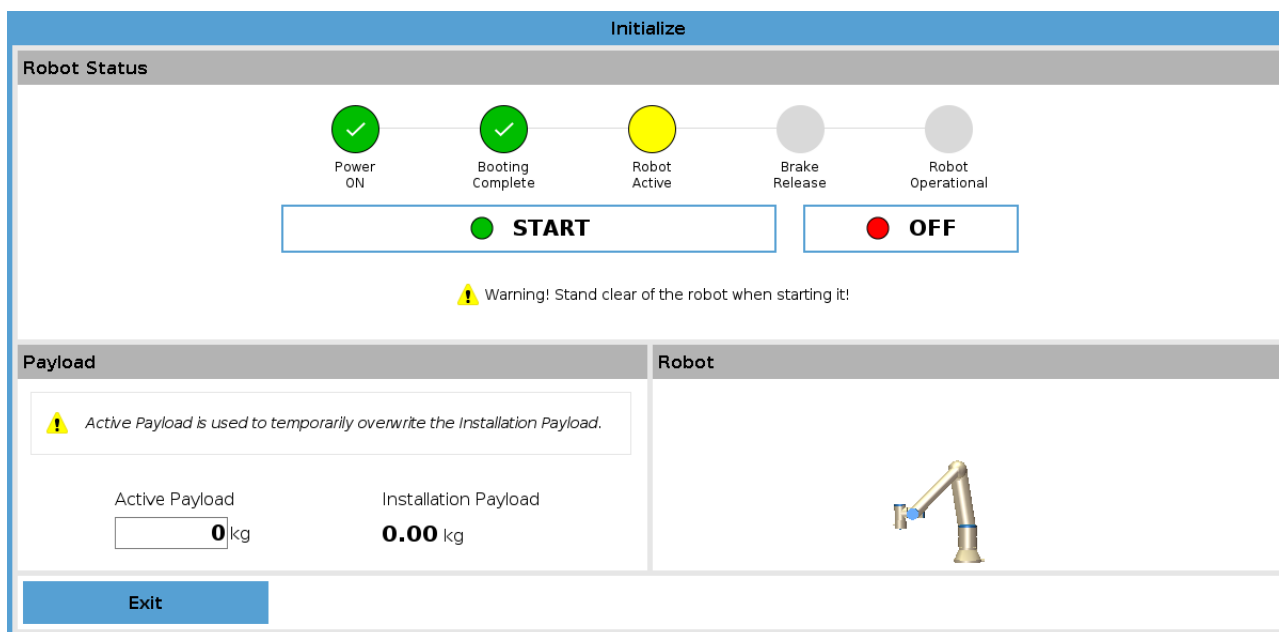 Initialize
Robot Status
Power
ON
Booting
Complete
Robot
Active
Brake
Release
Robot
Operational
START
OFF
Warning! Stand clear of the robot when starting it!
Payload
Robot
Active Payload is used to temporarily overwrite the Installation Payload.
Active Payload
Installation Payload
0 kg
0.00 kg
Exit